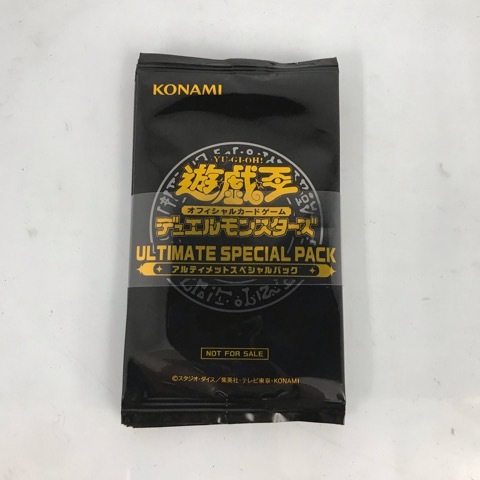 KONAMI
YU-GI-OH!
遊戯王
オフィシャルカードゲーム
デュエルモンスターズ
ULTIMATE SPECIAL PACK
アルティメットスペシャルパック
NOT FOR SALE
©スタジオ・ダイス/集英社・テレビ東京・KONAMI